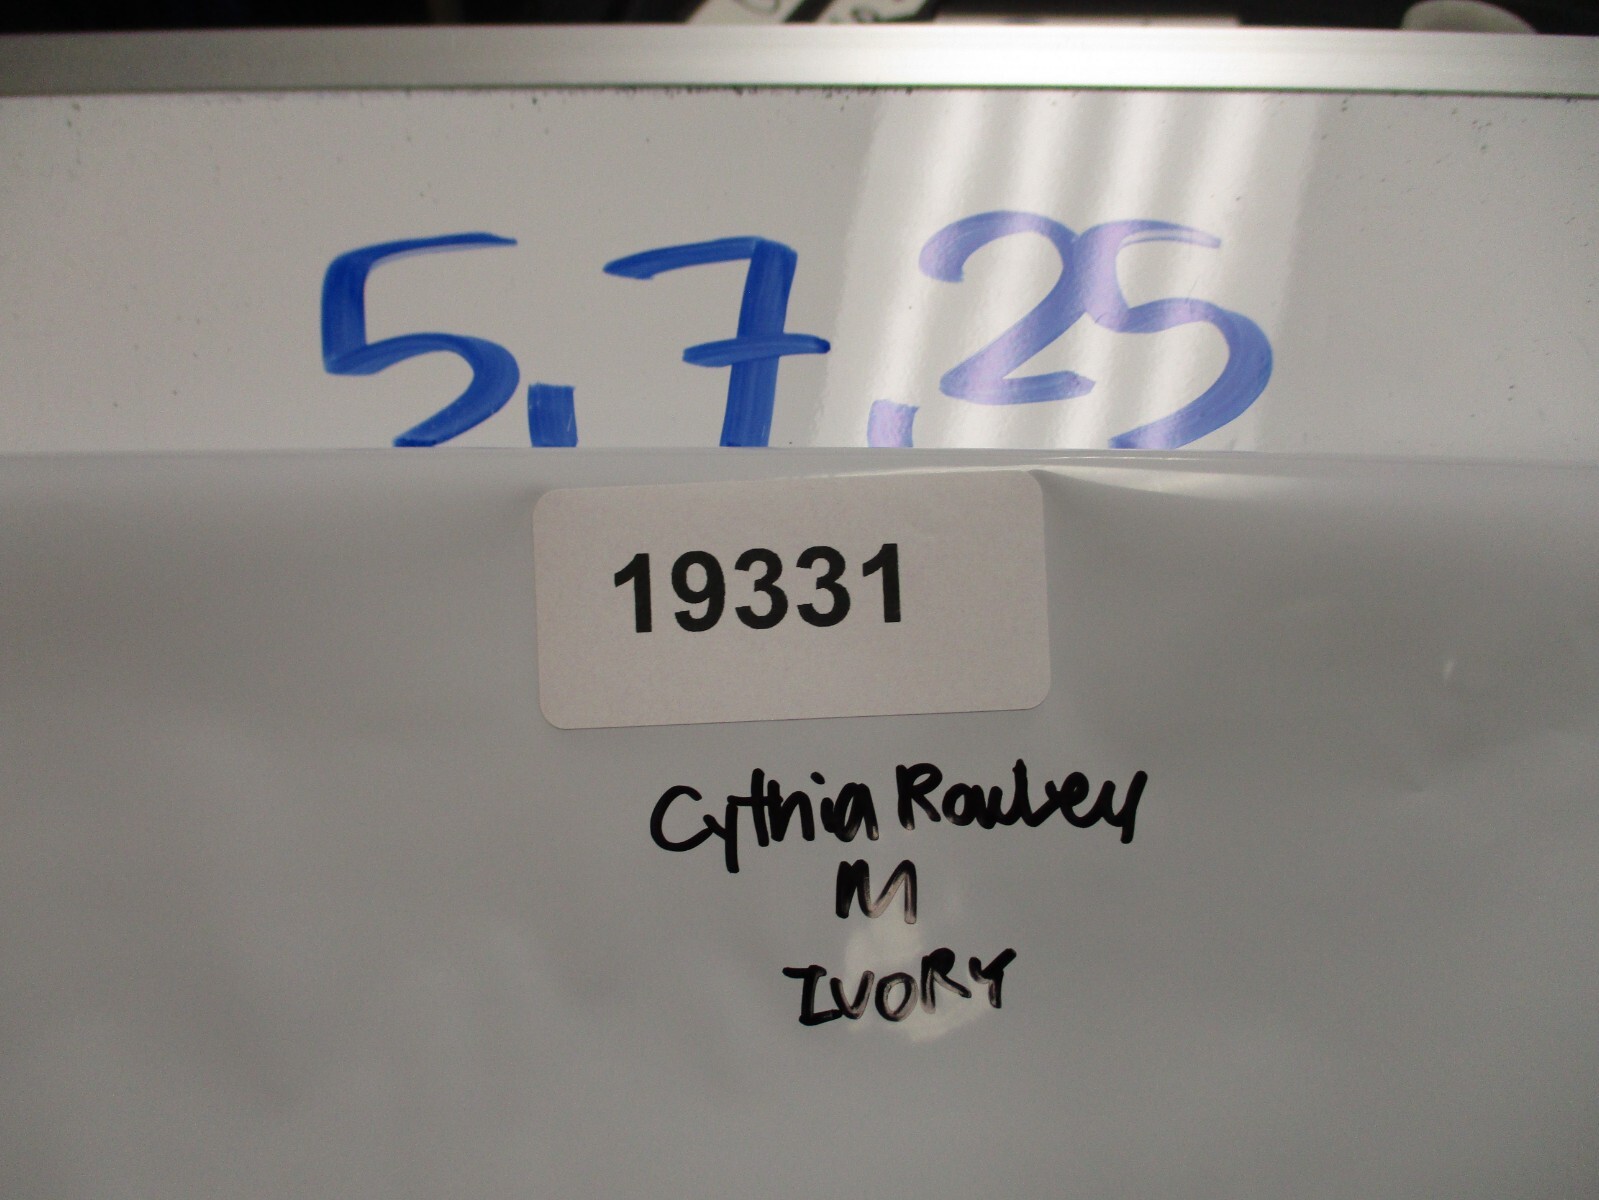 5.7.25
19331
Cythia Rowley
M
IVORY